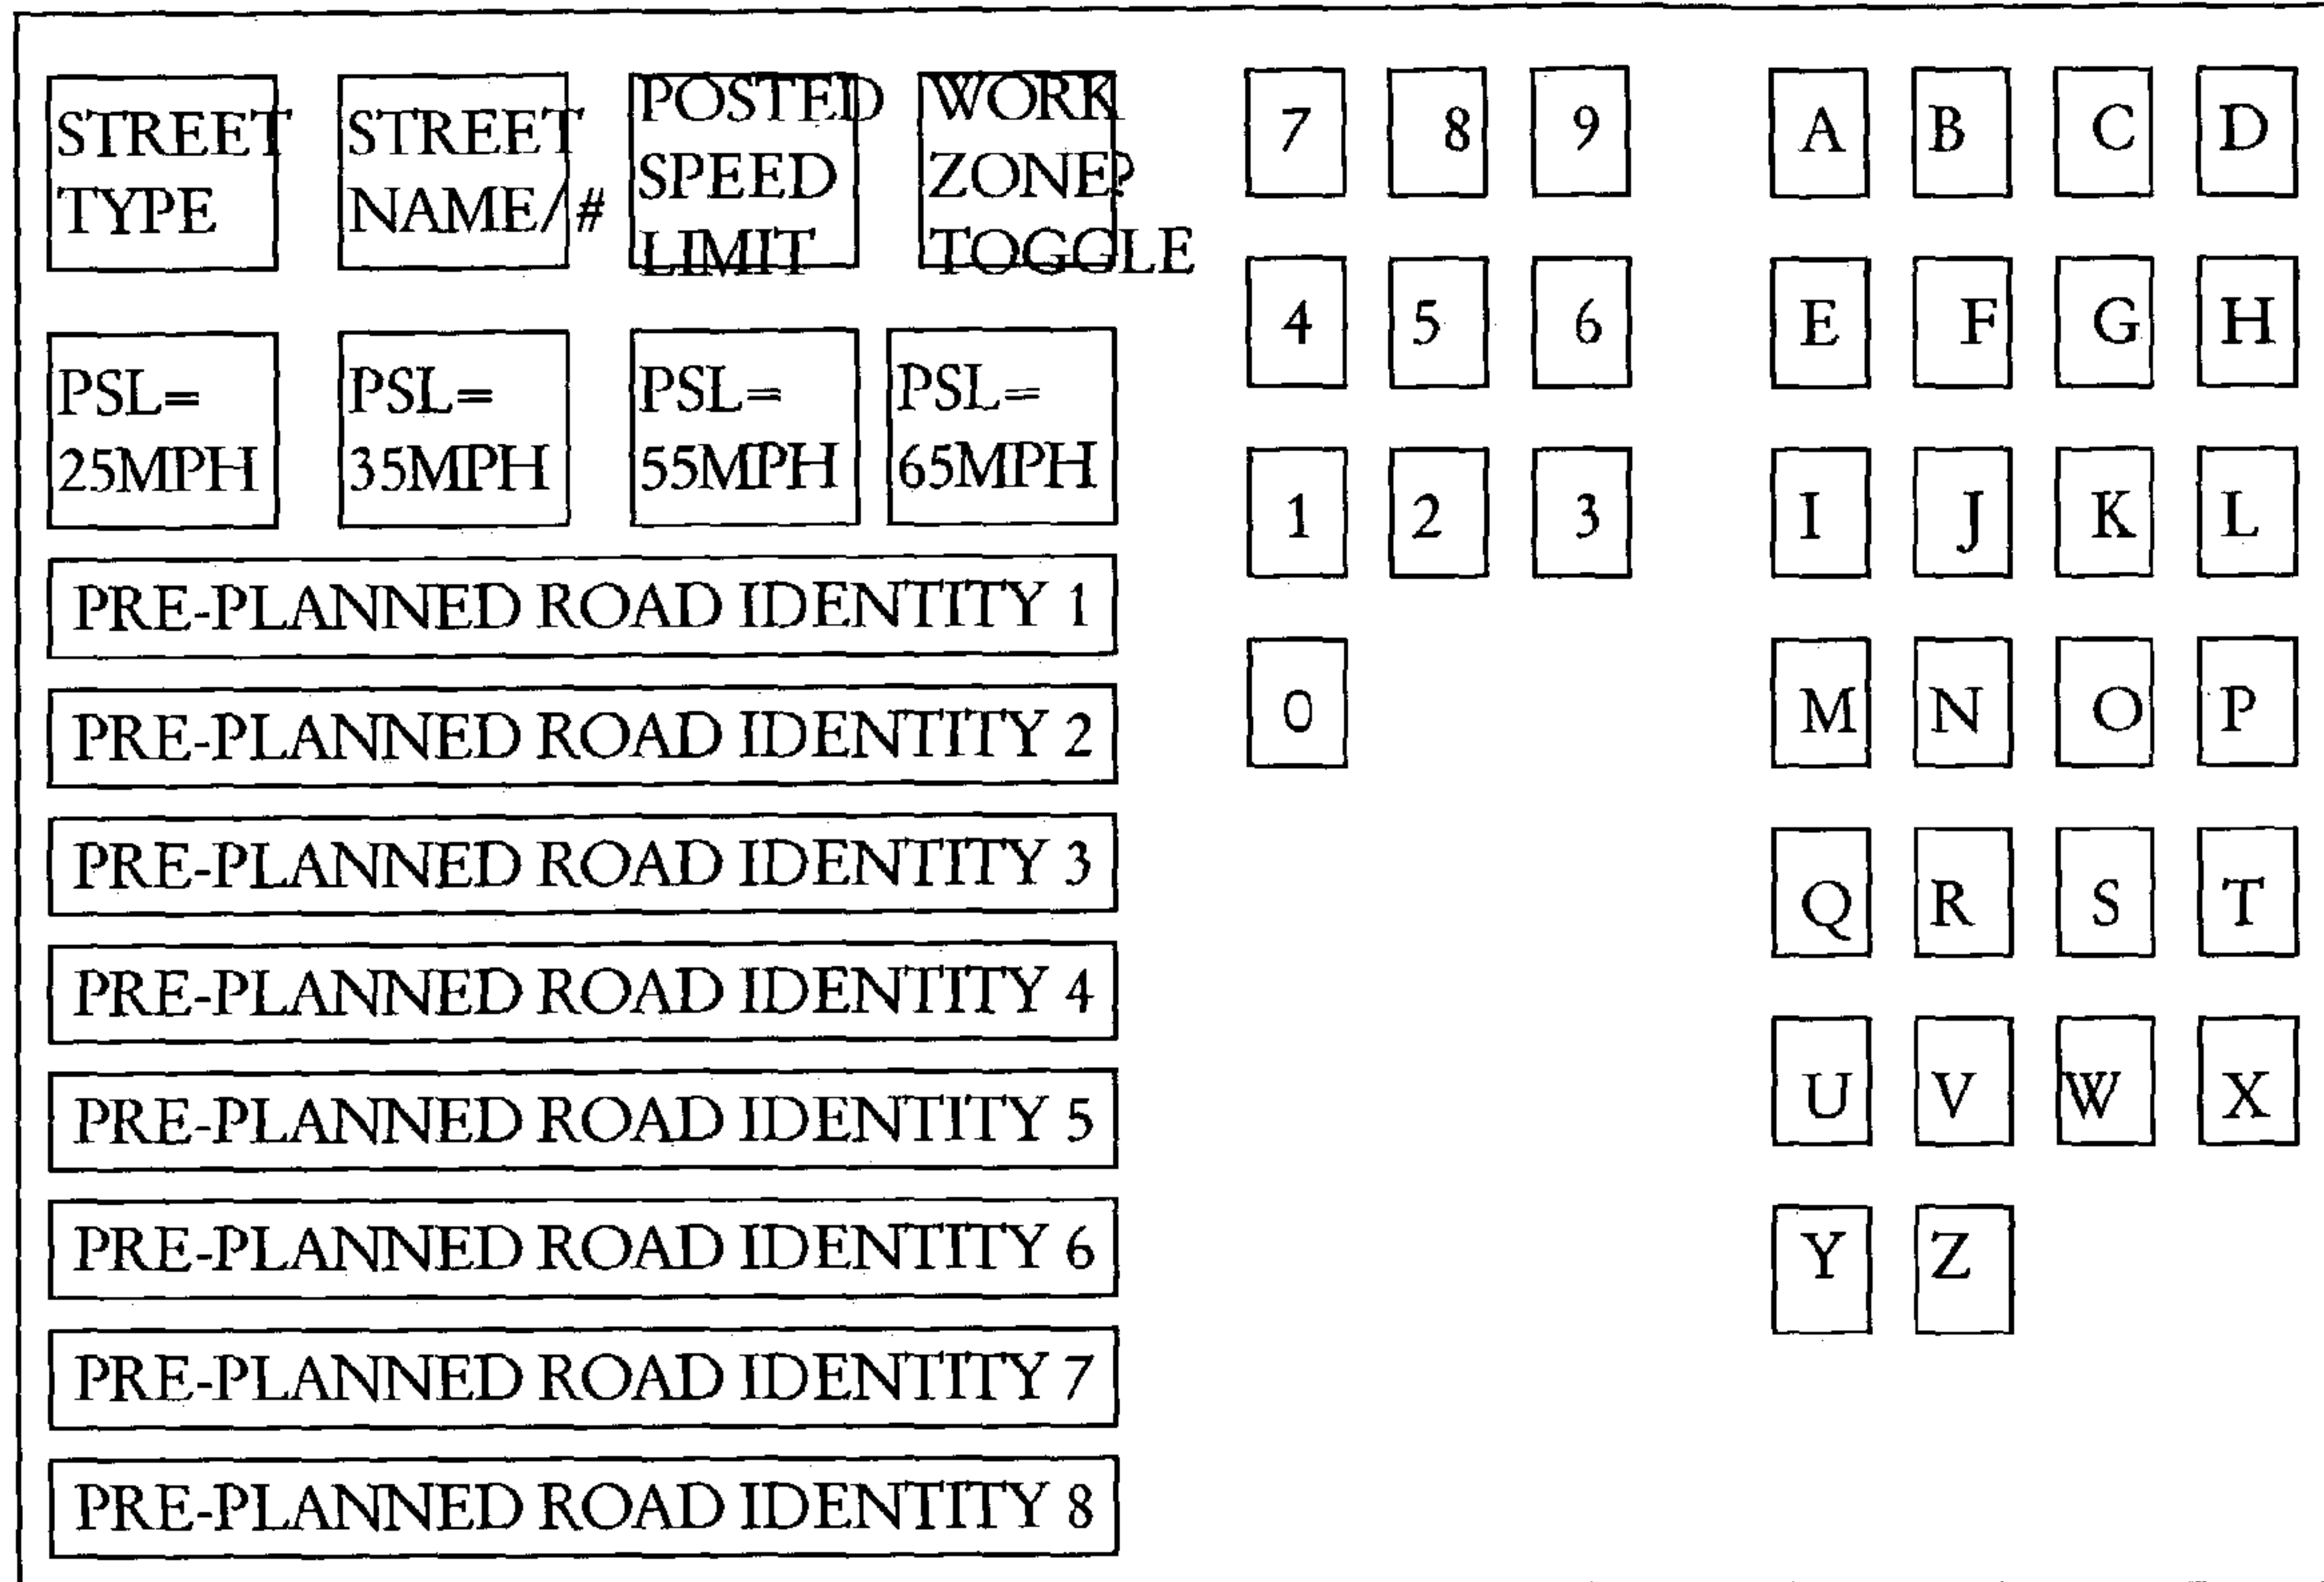 STREET
TYPE
STREET
NAME/#
POSTED
SPEED
LIMIT
WORK
ZONE?
TOGGLE
PSL=
25MPH
PSL=
35MPH
PSL=
55MPH
PSL=
65MPH
PRE-PLANNED ROAD IDENTITY 1
PRE-PLANNED ROAD IDENTITY 2
PRE-PLANNED ROAD IDENTITY 3
PRE-PLANNED ROAD IDENTITY 4
PRE-PLANNED ROAD IDENTITY 5
PRE-PLANNED ROAD IDENTITY 6
PRE-PLANNED ROAD IDENTITY 7
PRE-PLANNED ROAD IDENTITY 8
7 8 9
4 5 6
1 2 3
0
A B C D
E F G H
I J K L
M N O P
Q R S T
U V W X
Y Z